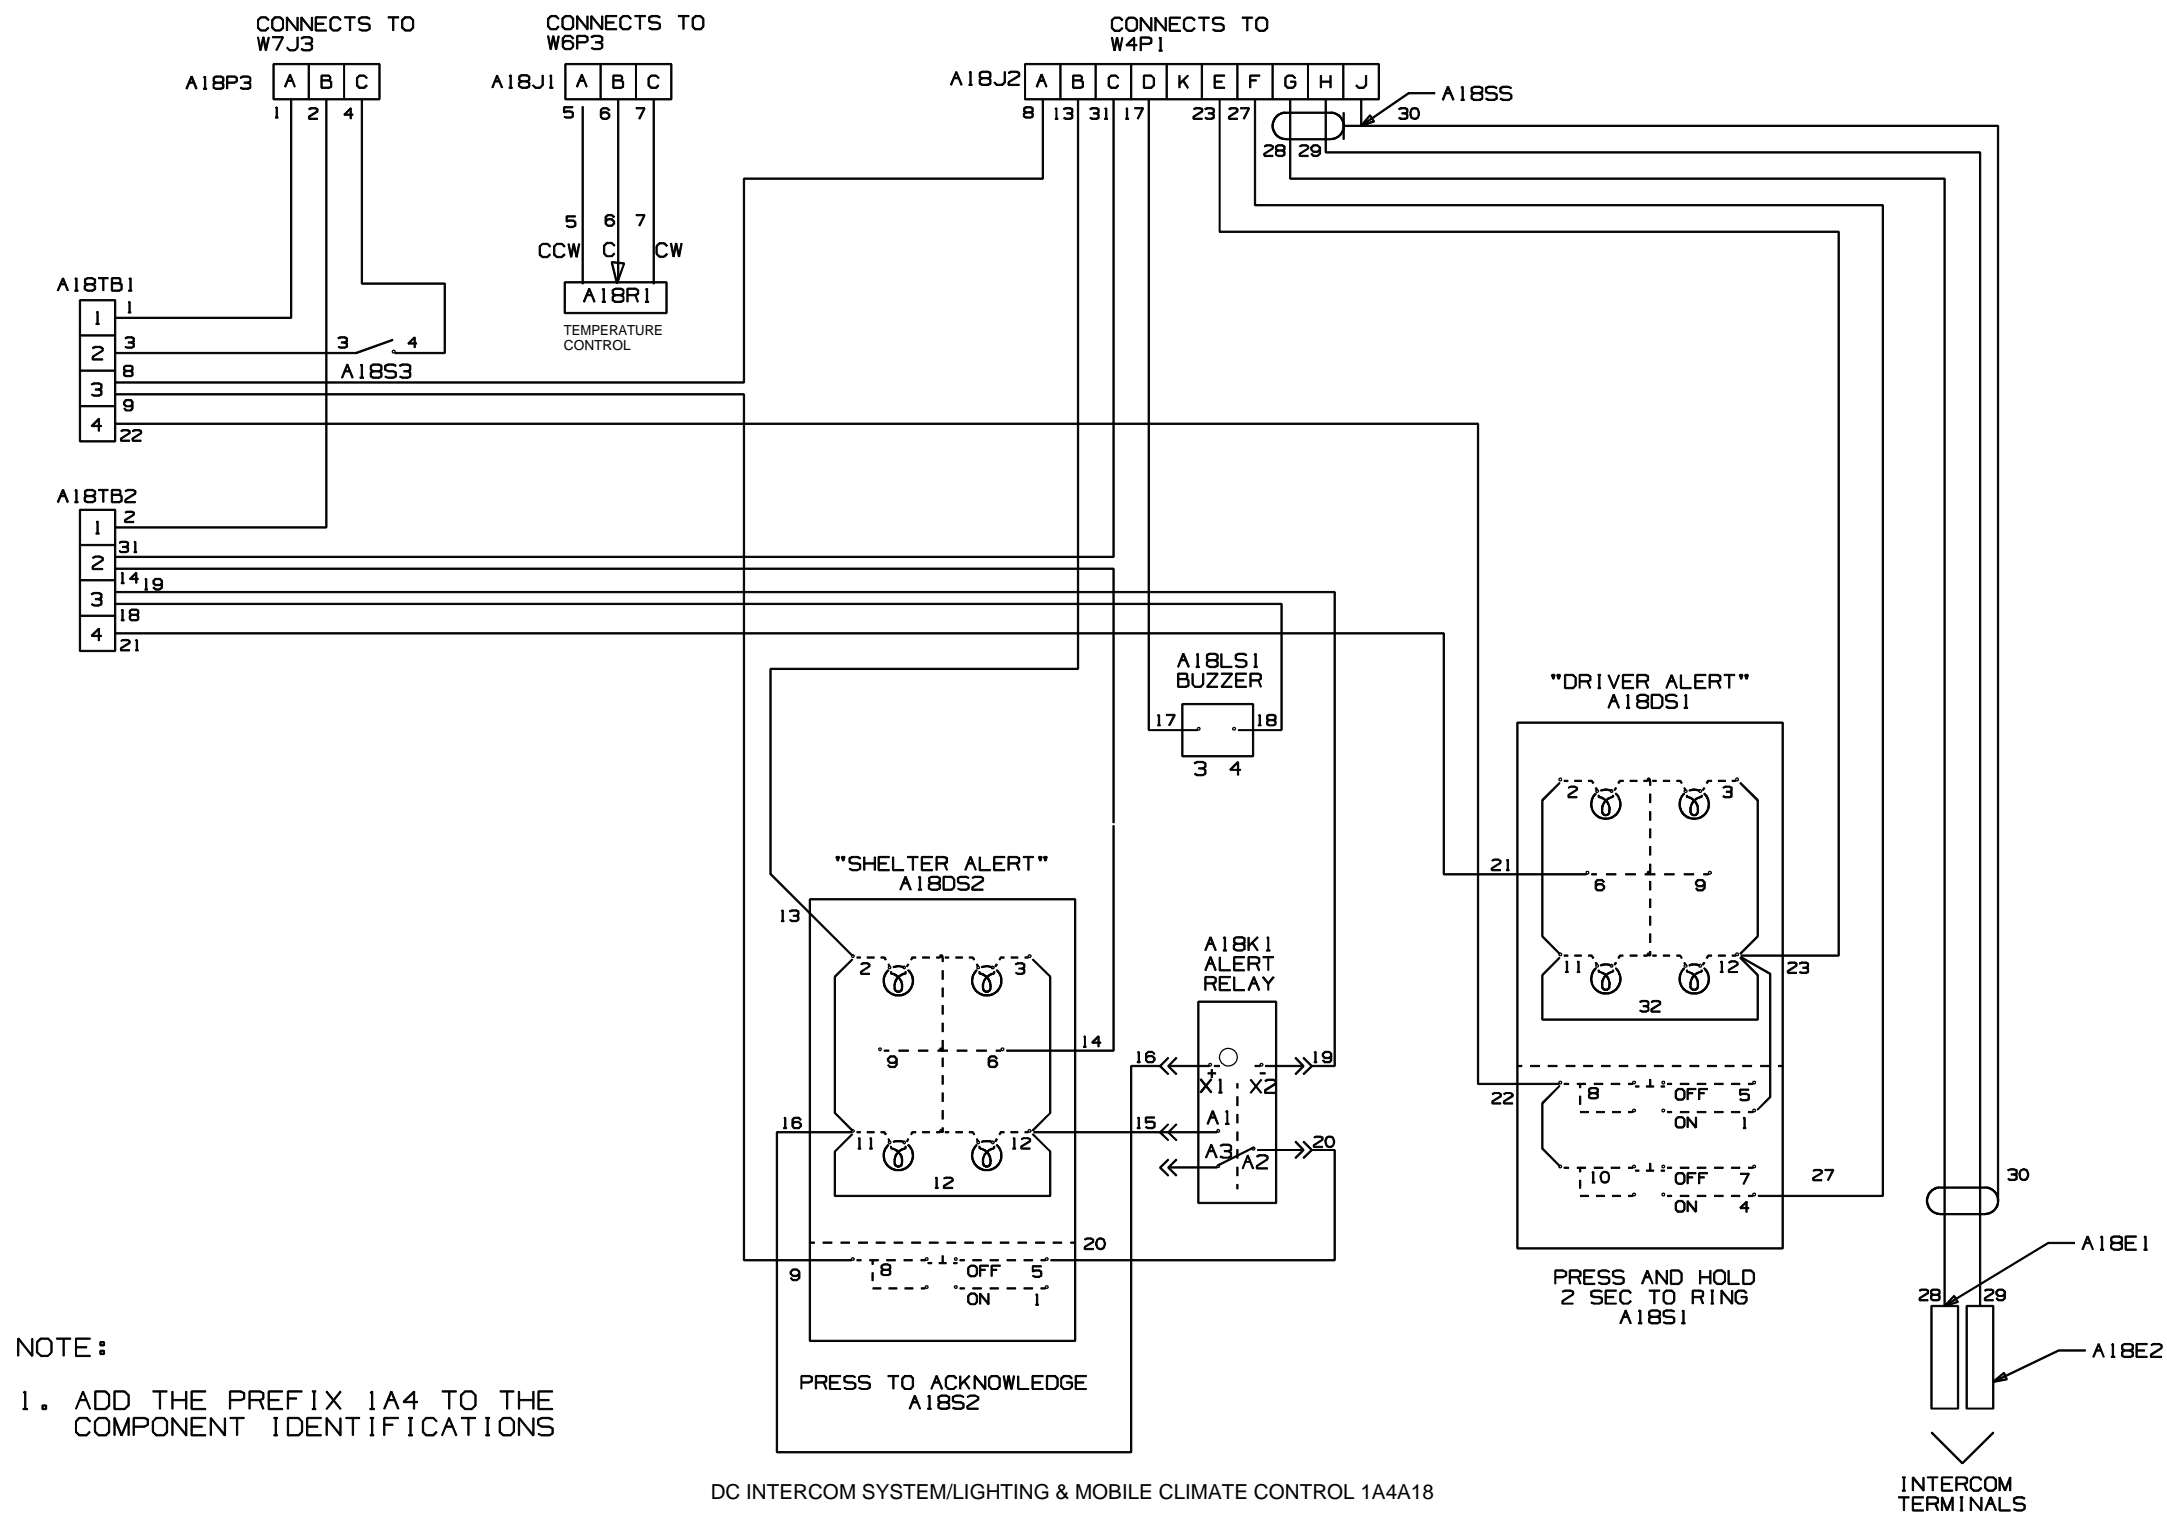 CONNECTS TO
W7J3
A18P3
A B C
1 2 4
CONNECTS TO
W6P3
A18J1
A B C
5 6 7
5 6 7
CCW C CW
A18R1
TEMPERATURE
CONTROL
CONNECTS TO
W4P1
A18J2
A B C D K E F G H J
8 13 31 17 23 27
28 29
30
A18SS
A18TB1
1 1
2 3
3 8
9
4 22
3 4
A18S3
A18TB2
1 2
2 31
14 19
3 18
4 21
A18LS1
BUZZER
17 18
3 4
"DRIVER ALERT"
A18DS1
2 3
21
6 9
11 12
23
32
22
8 OFF 5
ON 1
10 OFF 7
ON 4
27
PRESS AND HOLD
2 SEC TO RING
A18S1
"SHELTER ALERT"
A18DS2
13
2 3
9 6
14
16
11 12
15
12
20
9
8 OFF 5
ON 1
PRESS TO ACKNOWLEDGE
A18S2
A18K1
ALERT
RELAY
16 19
+ -
X1 X2
A1
A3 A2
20
30
A18E1
28 29
A18E2
INTERCOM
TERMINALS
NOTE:
1. ADD THE PREFIX 1A4 TO THE
COMPONENT IDENTIFICATIONS
DC INTERCOM SYSTEM/LIGHTING & MOBILE CLIMATE CONTROL 1A4A18